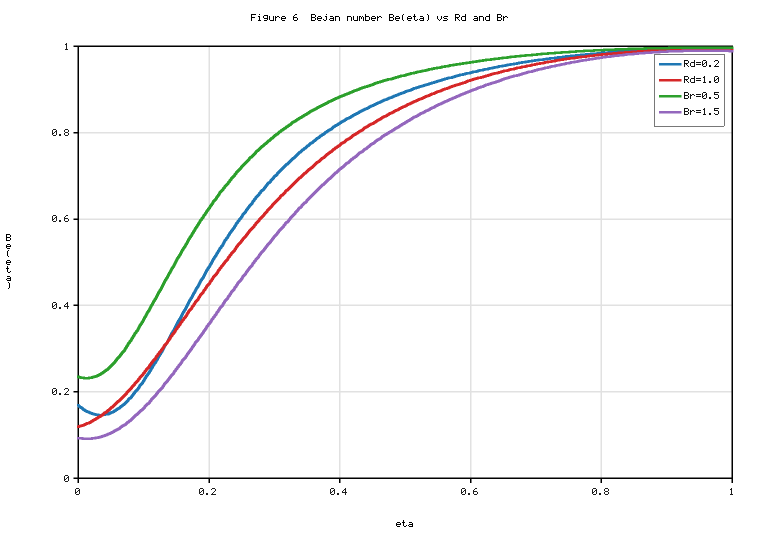 Figure 6  Bejan number Be(eta) vs Rd and Br
1
0.8
0.6
0.4
0.2
0
Be(eta)
0
0.2
0.4
0.6
0.8
1
eta
Rd=0.2
Rd=1.0
Br=0.5
Br=1.5